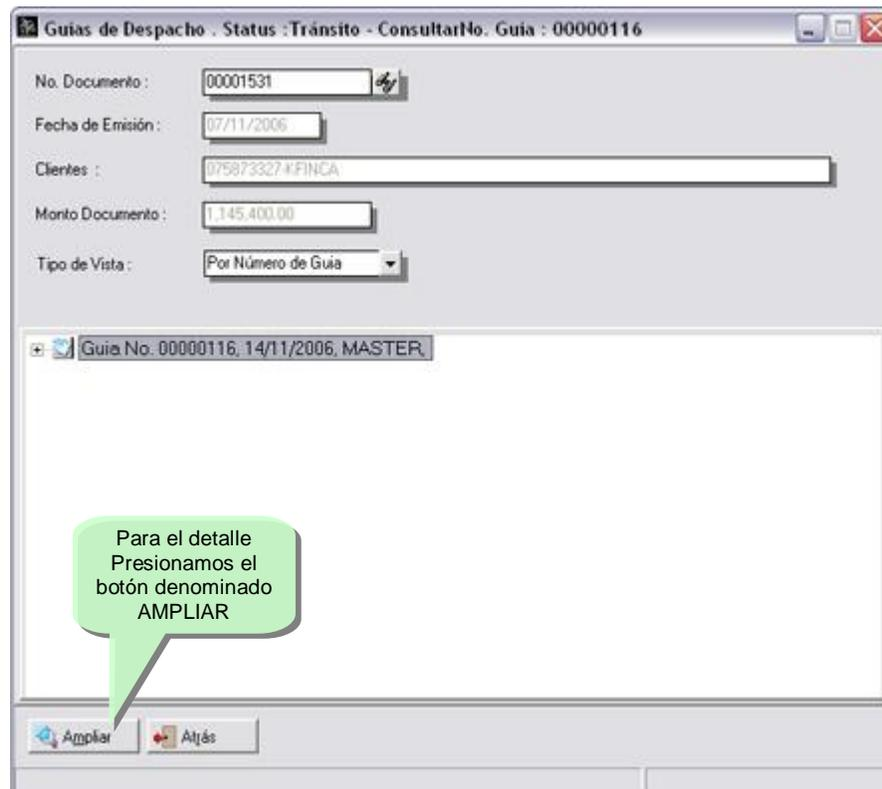 Guias de Despacho . Status :Tránsito - ConsultarNo. Guia : 00000116
No. Documento :
00001531
Fecha de Emisión :
07/11/2006
Clientes :
075873327-KFINCA
Monto Documento :
1,145,400.00
Tipo de Vista :
Por Número de Guia
Guia No. 00000116, 14/11/2006, MASTER,
Para el detalle
Presionamos el
botón denominado
AMPLIAR
Ampliar
Atrás